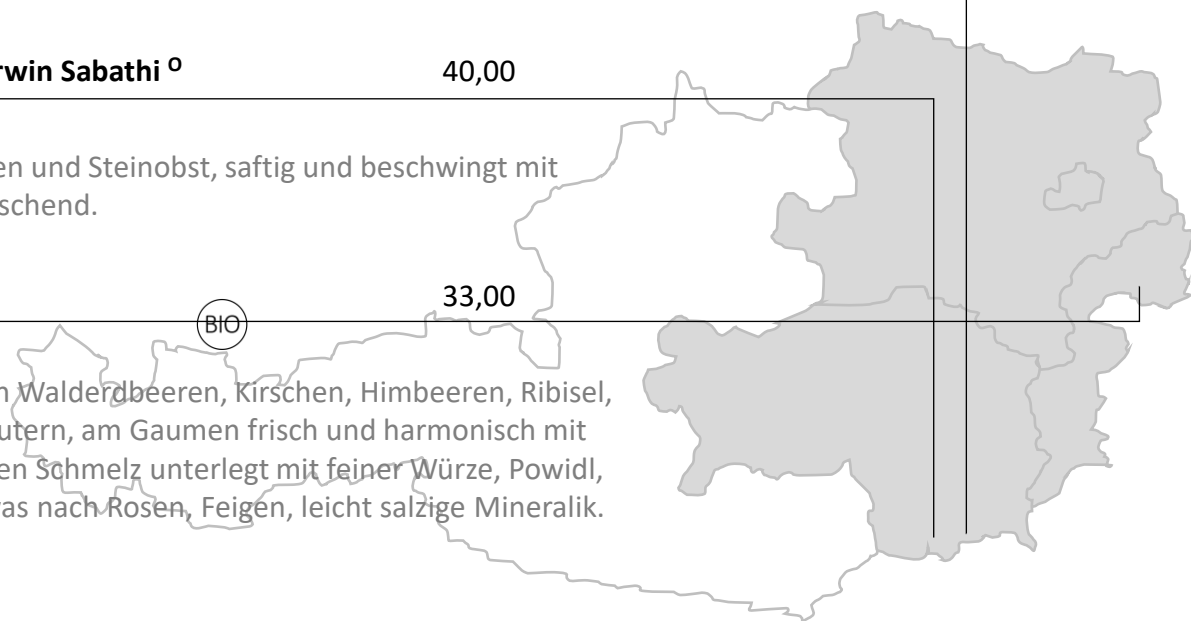 rwin Sabathi O 40,00
en und Steinobst, saftig und beschwingt mit
schend.
33,00
BIO
n Walderdbeeren, Kirschen, Himbeeren, Ribisel,
utern, am Gaumen frisch und harmonisch mit
en Schmelz unterlegt mit feiner Würze, Powidl,
as nach Rosen, Feigen, leicht salzige Mineralik.